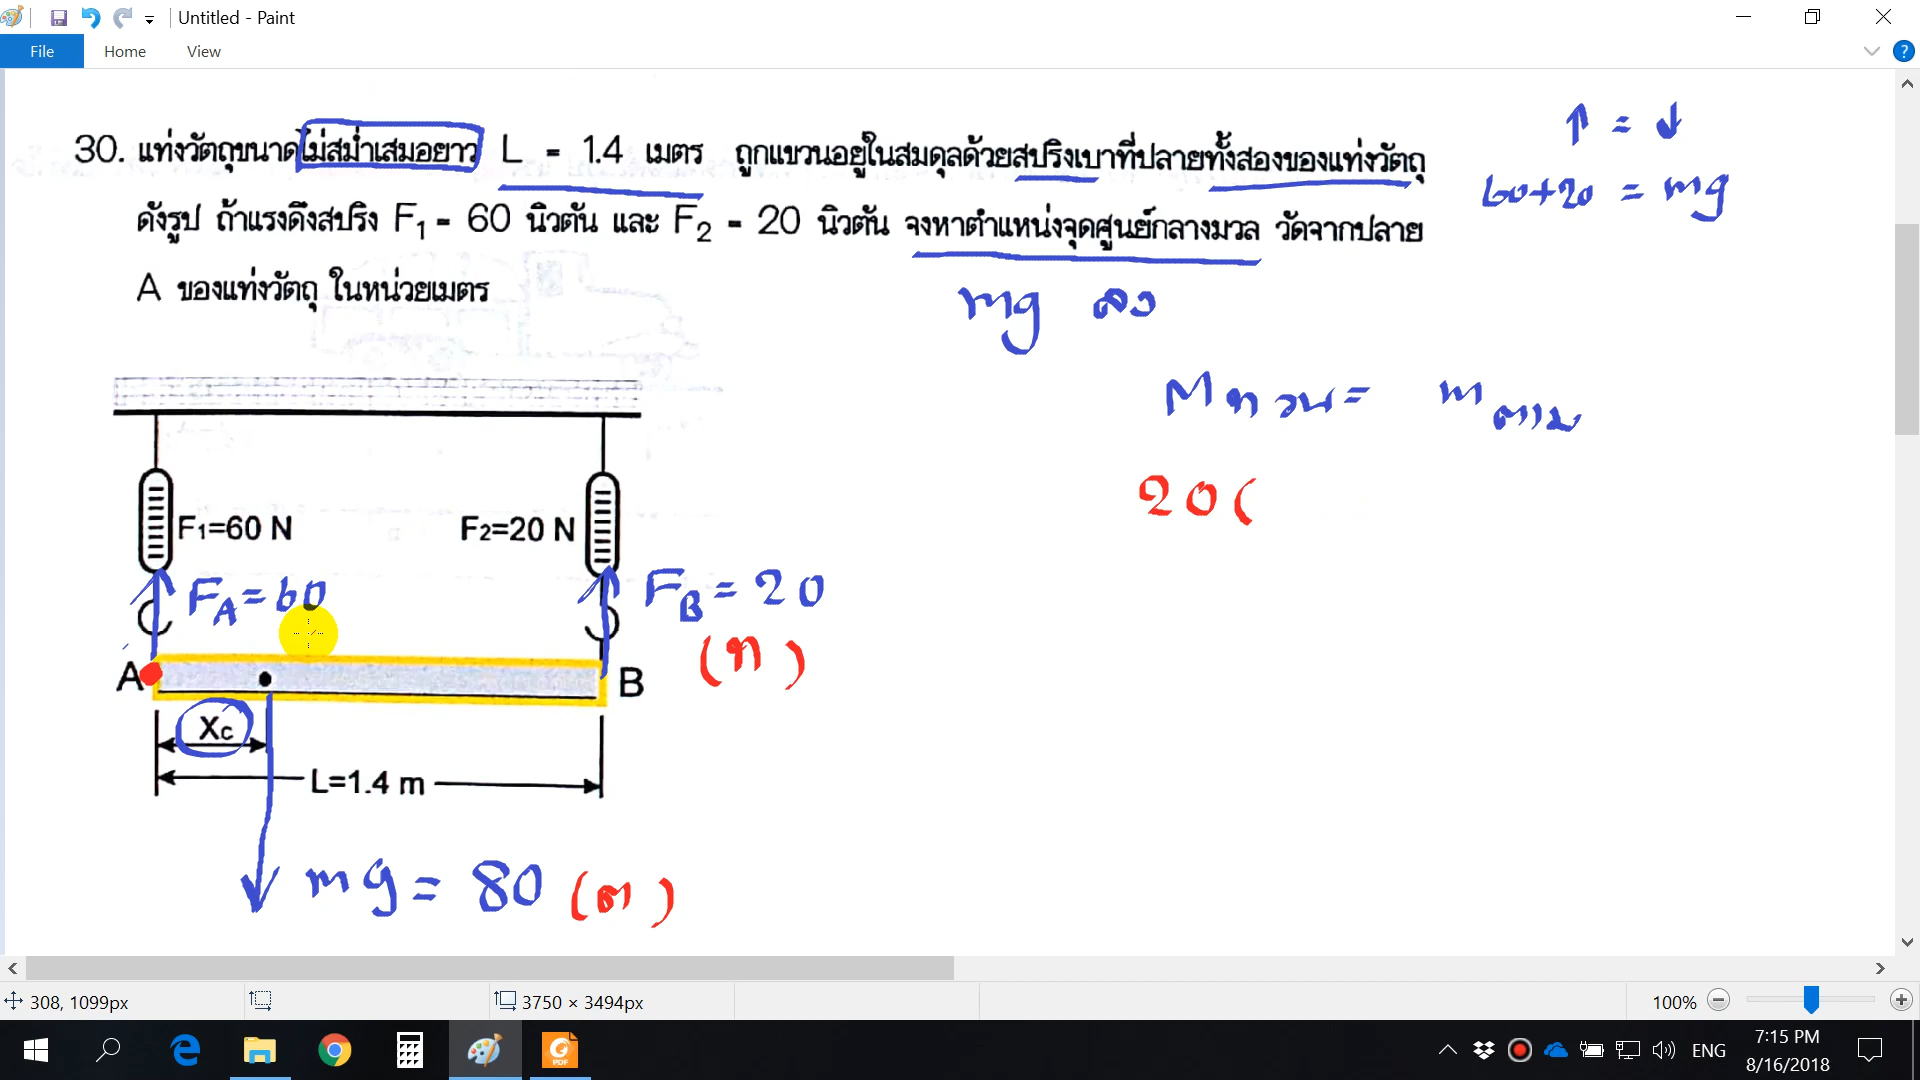 Untitled - Paint
File Home View
30. แท่งวัตถุขนาดไม่สม่ำเสมอยาว L = 1.4 เมตร ถูกแขวนอยู่ในสมดุลด้วยสปริงเบาที่ปลายทั้งสองของแท่งวัตถุ
ดังรูป ถ้าแรงดึงสปริง F1 = 60 นิวตัน และ F2 = 20 นิวตัน จงหาตำแหน่งจุดศูนย์กลางมวล วัดจากปลาย
A ของแท่งวัตถุ ในหน่วยเมตร
↑ = ↓
60+20 = mg
mg ลง
Mทวน = mตาม
20(
F1=60 N F2=20 N
FA=60 FB=20
(ท)
A B
Xc
L=1.4 m
mg = 80 (ต)
308, 1099px 3750 × 3494px 100%
ENG
7:15 PM
8/16/2018